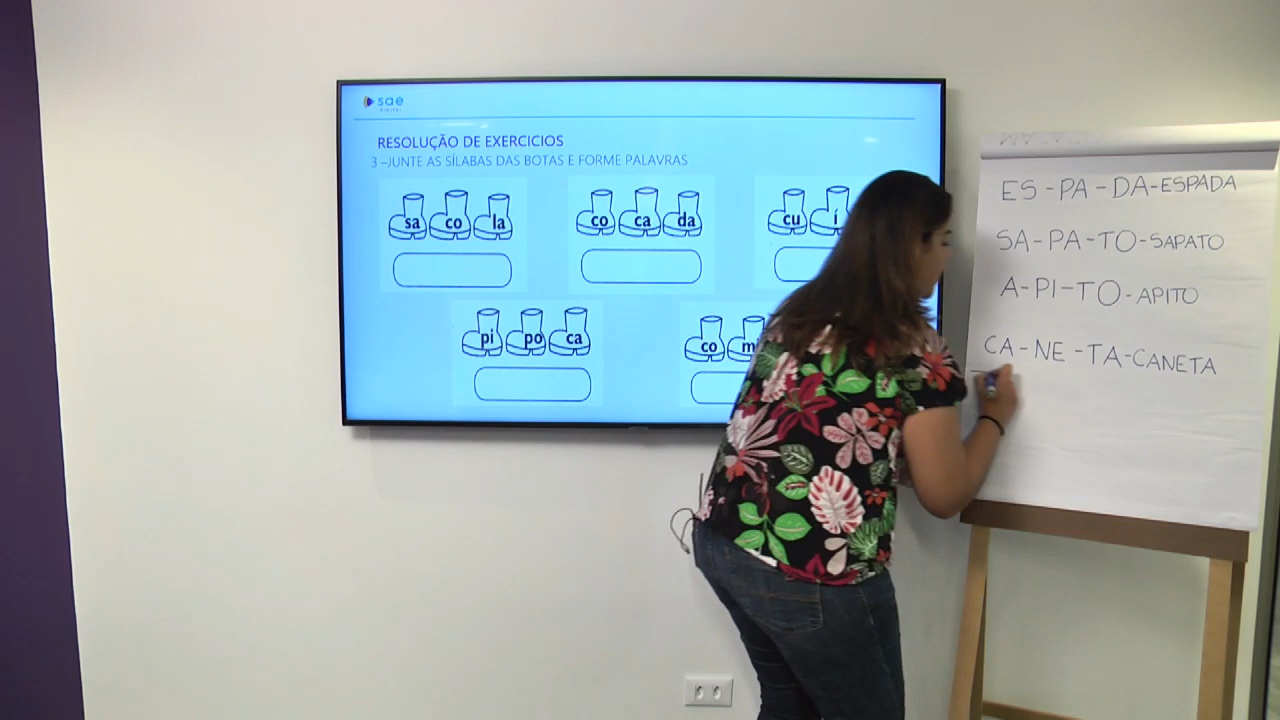 sae
DIGITAL
RESOLUÇÃO DE EXERCICIOS
3 –JUNTE AS SÍLABAS DAS BOTAS E FORME PALAVRAS
sa co la
co ca da
cu í
pi po ca
co m
ES - PA - DA - ESPADA
SA - PA - TO - SAPATO
A - PI - TO - APITO
CA - NE - TA - CANETA